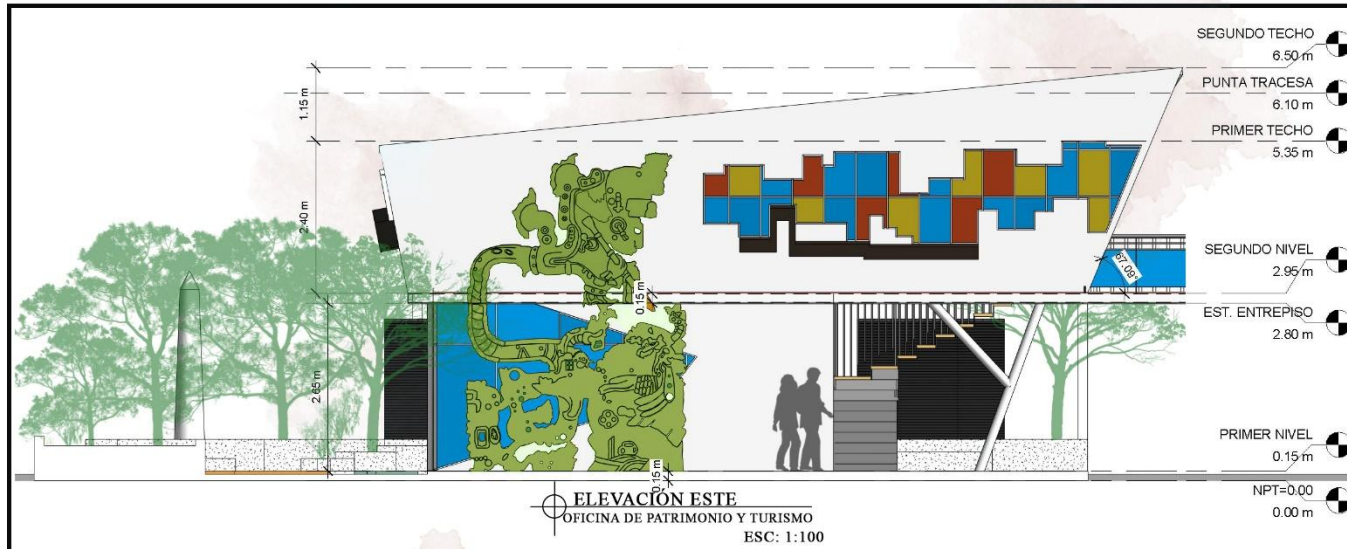 SEGUNDO TECHO
6.50 m
PUNTA TRACESA
6.10 m
PRIMER TECHO
5.35 m
SEGUNDO NIVEL
2.95 m
EST. ENTREPISO
2.80 m
PRIMER NIVEL
0.15 m
NPT=0.00
0.00 m
1.15 m
2.40 m
2.65 m
0.15 m
0.15 m
67.09°
ELEVACIÓN ESTE
OFICINA DE PATRIMONIO Y TURISMO
ESC: 1:100